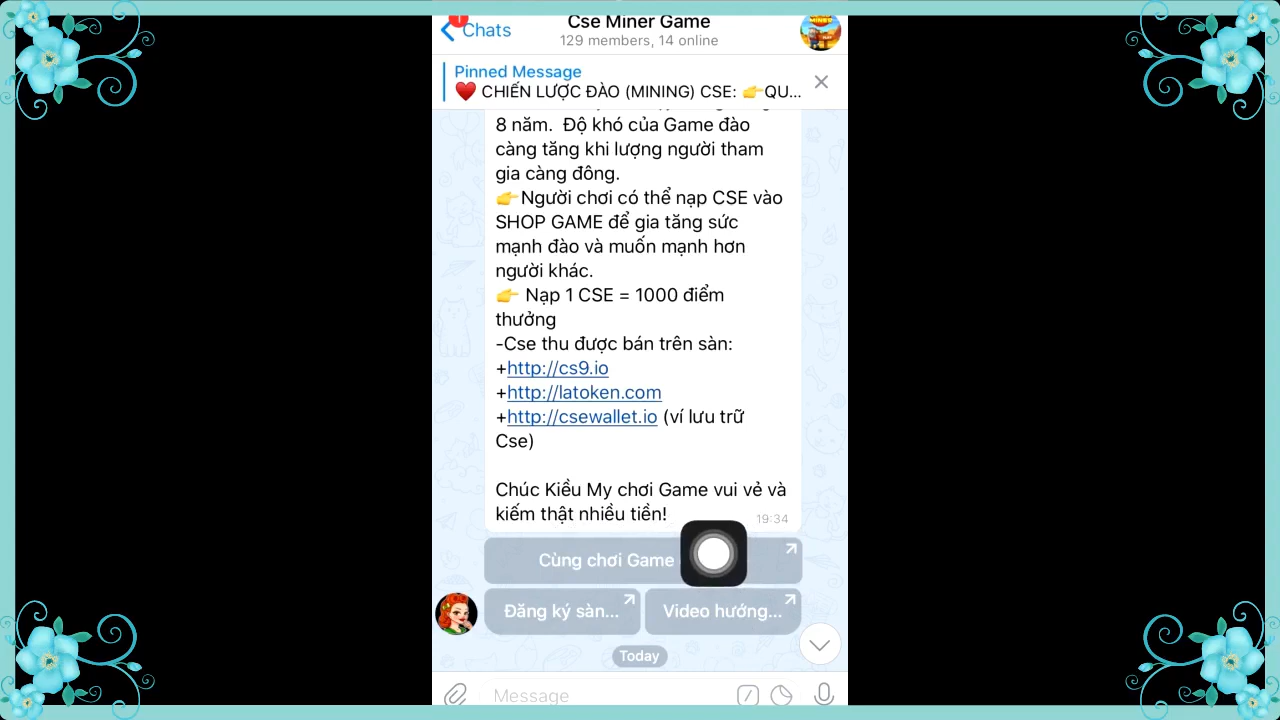 Chats
Cse Miner Game
129 members, 14 online
Pinned Message
❤️ CHIẾN LƯỢC ĐÀO (MINING) CSE: 👉QU...
8 năm.  Độ khó của Game đào
càng tăng khi lượng người tham
gia càng đông.
👉Người chơi có thể nạp CSE vào
SHOP GAME để gia tăng sức
mạnh đào và muốn mạnh hơn
người khác.
👉 Nạp 1 CSE = 1000 điểm
thưởng
-Cse thu được bán trên sàn:
+http://cs9.io
+http://latoken.com
+http://csewallet.io (ví lưu trữ
Cse)
Chúc Kiều My chơi Game vui vẻ và
kiếm thật nhiều tiền!
19:34
Cùng chơi Game
Đăng ký sàn...
Video hướng...
Today
Message